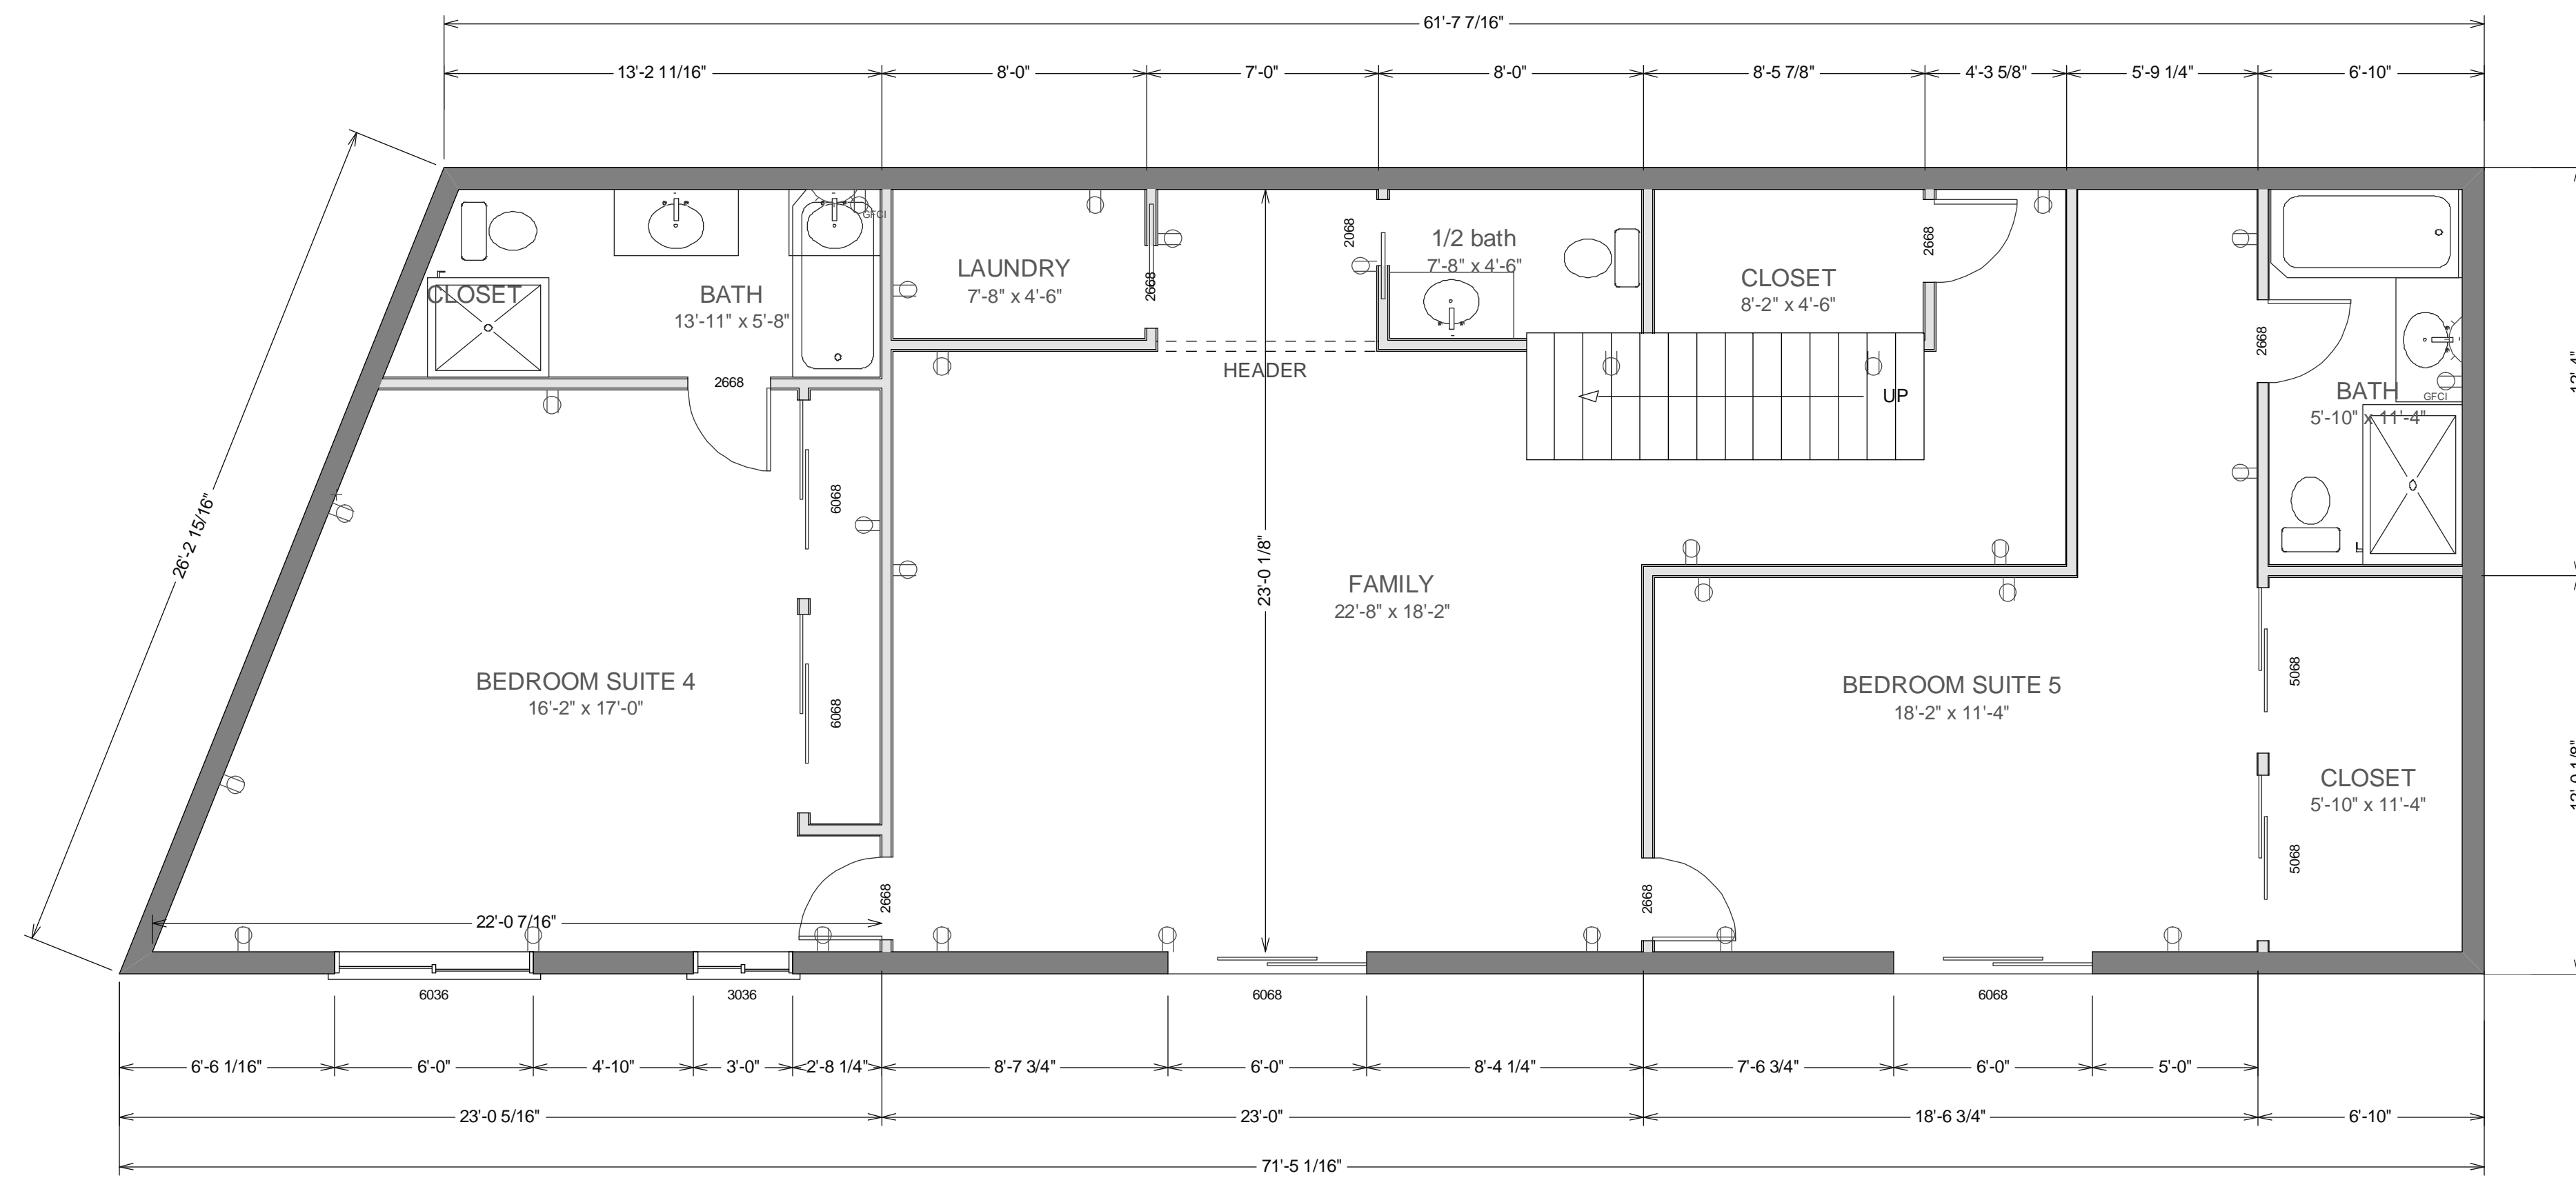 61'-7 7/16"
13'-2 11/16" 8'-0" 7'-0" 8'-0" 8'-5 7/8" 4'-3 5/8" 5'-9 1/4" 6'-10"
26'-2 15/16"
GFCI
CLOSET
BATH
13'-11" x 5'-8"
2668
LAUNDRY
7'-8" x 4'-6"
2668
2068
1/2 bath
7'-8" x 4'-6"
CLOSET
8'-2" x 4'-6"
2668
HEADER
UP
2668
BATH
GFCI
5'-10" x 11'-4"
6068
6068
23'-0 1/8"
FAMILY
22'-8" x 18'-2"
BEDROOM SUITE 4
16'-2" x 17'-0"
BEDROOM SUITE 5
18'-2" x 11'-4"
5068
5068
CLOSET
5'-10" x 11'-4"
22'-0 7/16"
2668
2668
6036 3036 6068 6068
6'-6 1/16" 6'-0" 4'-10" 3'-0" 2'-8 1/4" 8'-7 3/4" 6'-0" 8'-4 1/4" 7'-6 3/4" 6'-0" 5'-0"
23'-0 5/16" 23'-0" 18'-6 3/4" 6'-10"
71'-5 1/16"